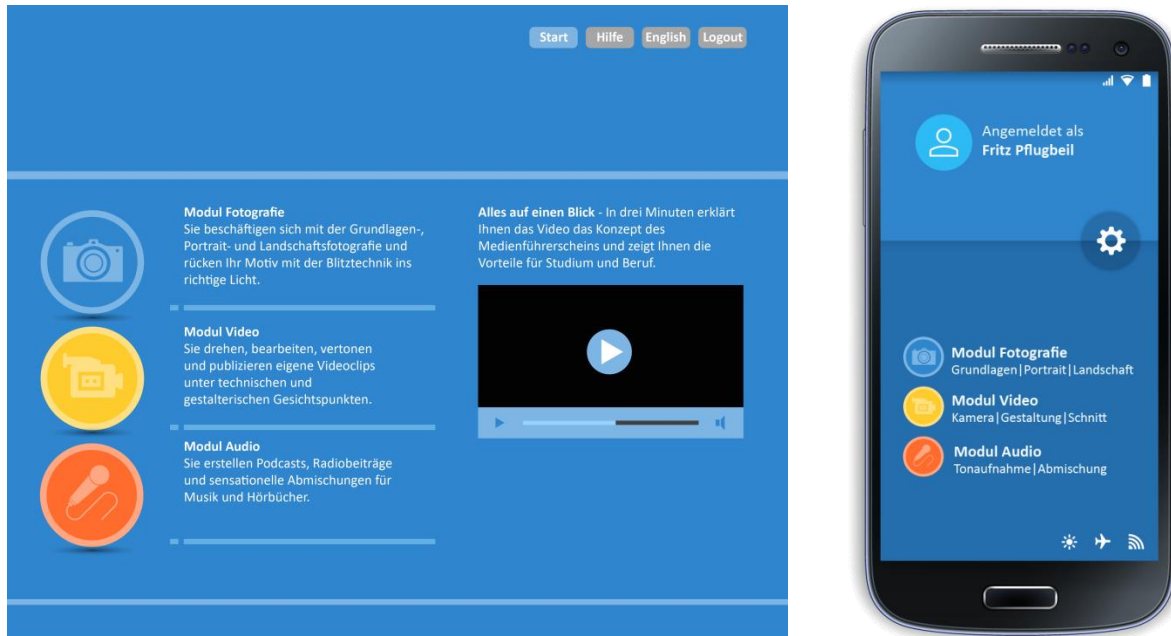 Start
Hilfe
English
Logout
Modul Fotografie
Sie beschäftigen sich mit der Grundlagen-,
Portrait- und Landschaftsfotografie und
rücken Ihr Motiv mit der Blitztechnik ins
richtige Licht.
Modul Video
Sie drehen, bearbeiten, vertonen
und publizieren eigene Videoclips
unter technischen und
gestalterischen Gesichtspunkten.
Modul Audio
Sie erstellen Podcasts, Radiobeiträge
und sensationelle Abmischungen für
Musik und Hörbücher.
Alles auf einen Blick - In drei Minuten erklärt
Ihnen das Video das Konzept des
Medienführerscheins und zeigt Ihnen die
Vorteile für Studium und Beruf.
Angemeldet als
Fritz Pflugbeil
Modul Fotografie
Grundlagen|Portrait|Landschaft
Modul Video
Kamera|Gestaltung|Schnitt
Modul Audio
Tonaufnahme|Abmischung